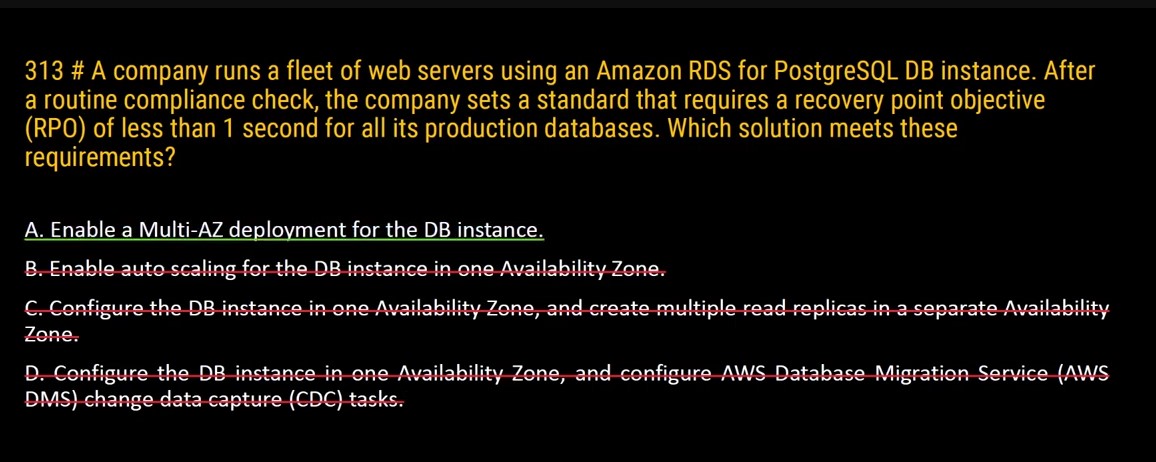 313 # A company runs a fleet of web servers using an Amazon RDS for PostgreSQL DB instance. After
a routine compliance check, the company sets a standard that requires a recovery point objective
(RPO) of less than 1 second for all its production databases. Which solution meets these
requirements?
A. Enable a Multi-AZ deployment for the DB instance.
B. Enable auto scaling for the DB instance in one Availability Zone.
C. Configure the DB instance in one Availability Zone, and create multiple read replicas in a separate Availability
Zone.
D. Configure the DB instance in one Availability Zone, and configure AWS Database Migration Service (AWS
DMS) change data capture (CDC) tasks.